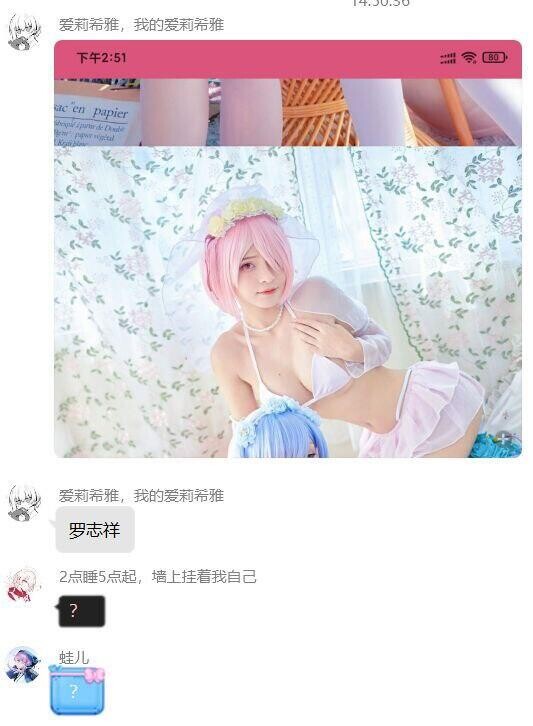 14:50:36
爱莉希雅，我的爱莉希雅
下午2:51
80
sac"en papier
papier végétal
爱莉希雅，我的爱莉希雅
罗志祥
2点睡5点起，墙上挂着我自己
?
蛙儿
?